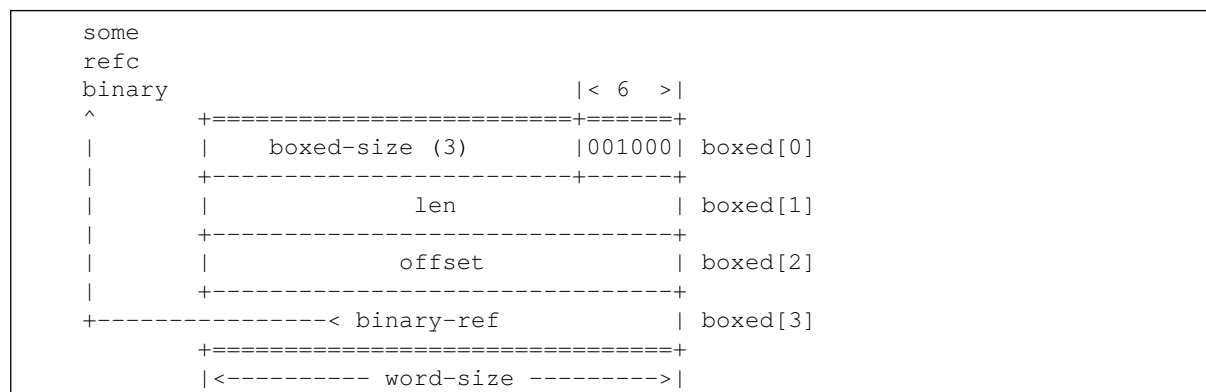 some
refc
binary                            |< 6  >|
^       +=========================+======+
|       |    boxed-size (3)       |001000| boxed[0]
|       +-------------------------+------+
|       |              len               | boxed[1]
|       +--------------------------------+
|       |             offset             | boxed[2]
|       +--------------------------------+
+----------------< binary-ref            | boxed[3]
        +================================+
        |<---------- word-size --------->|